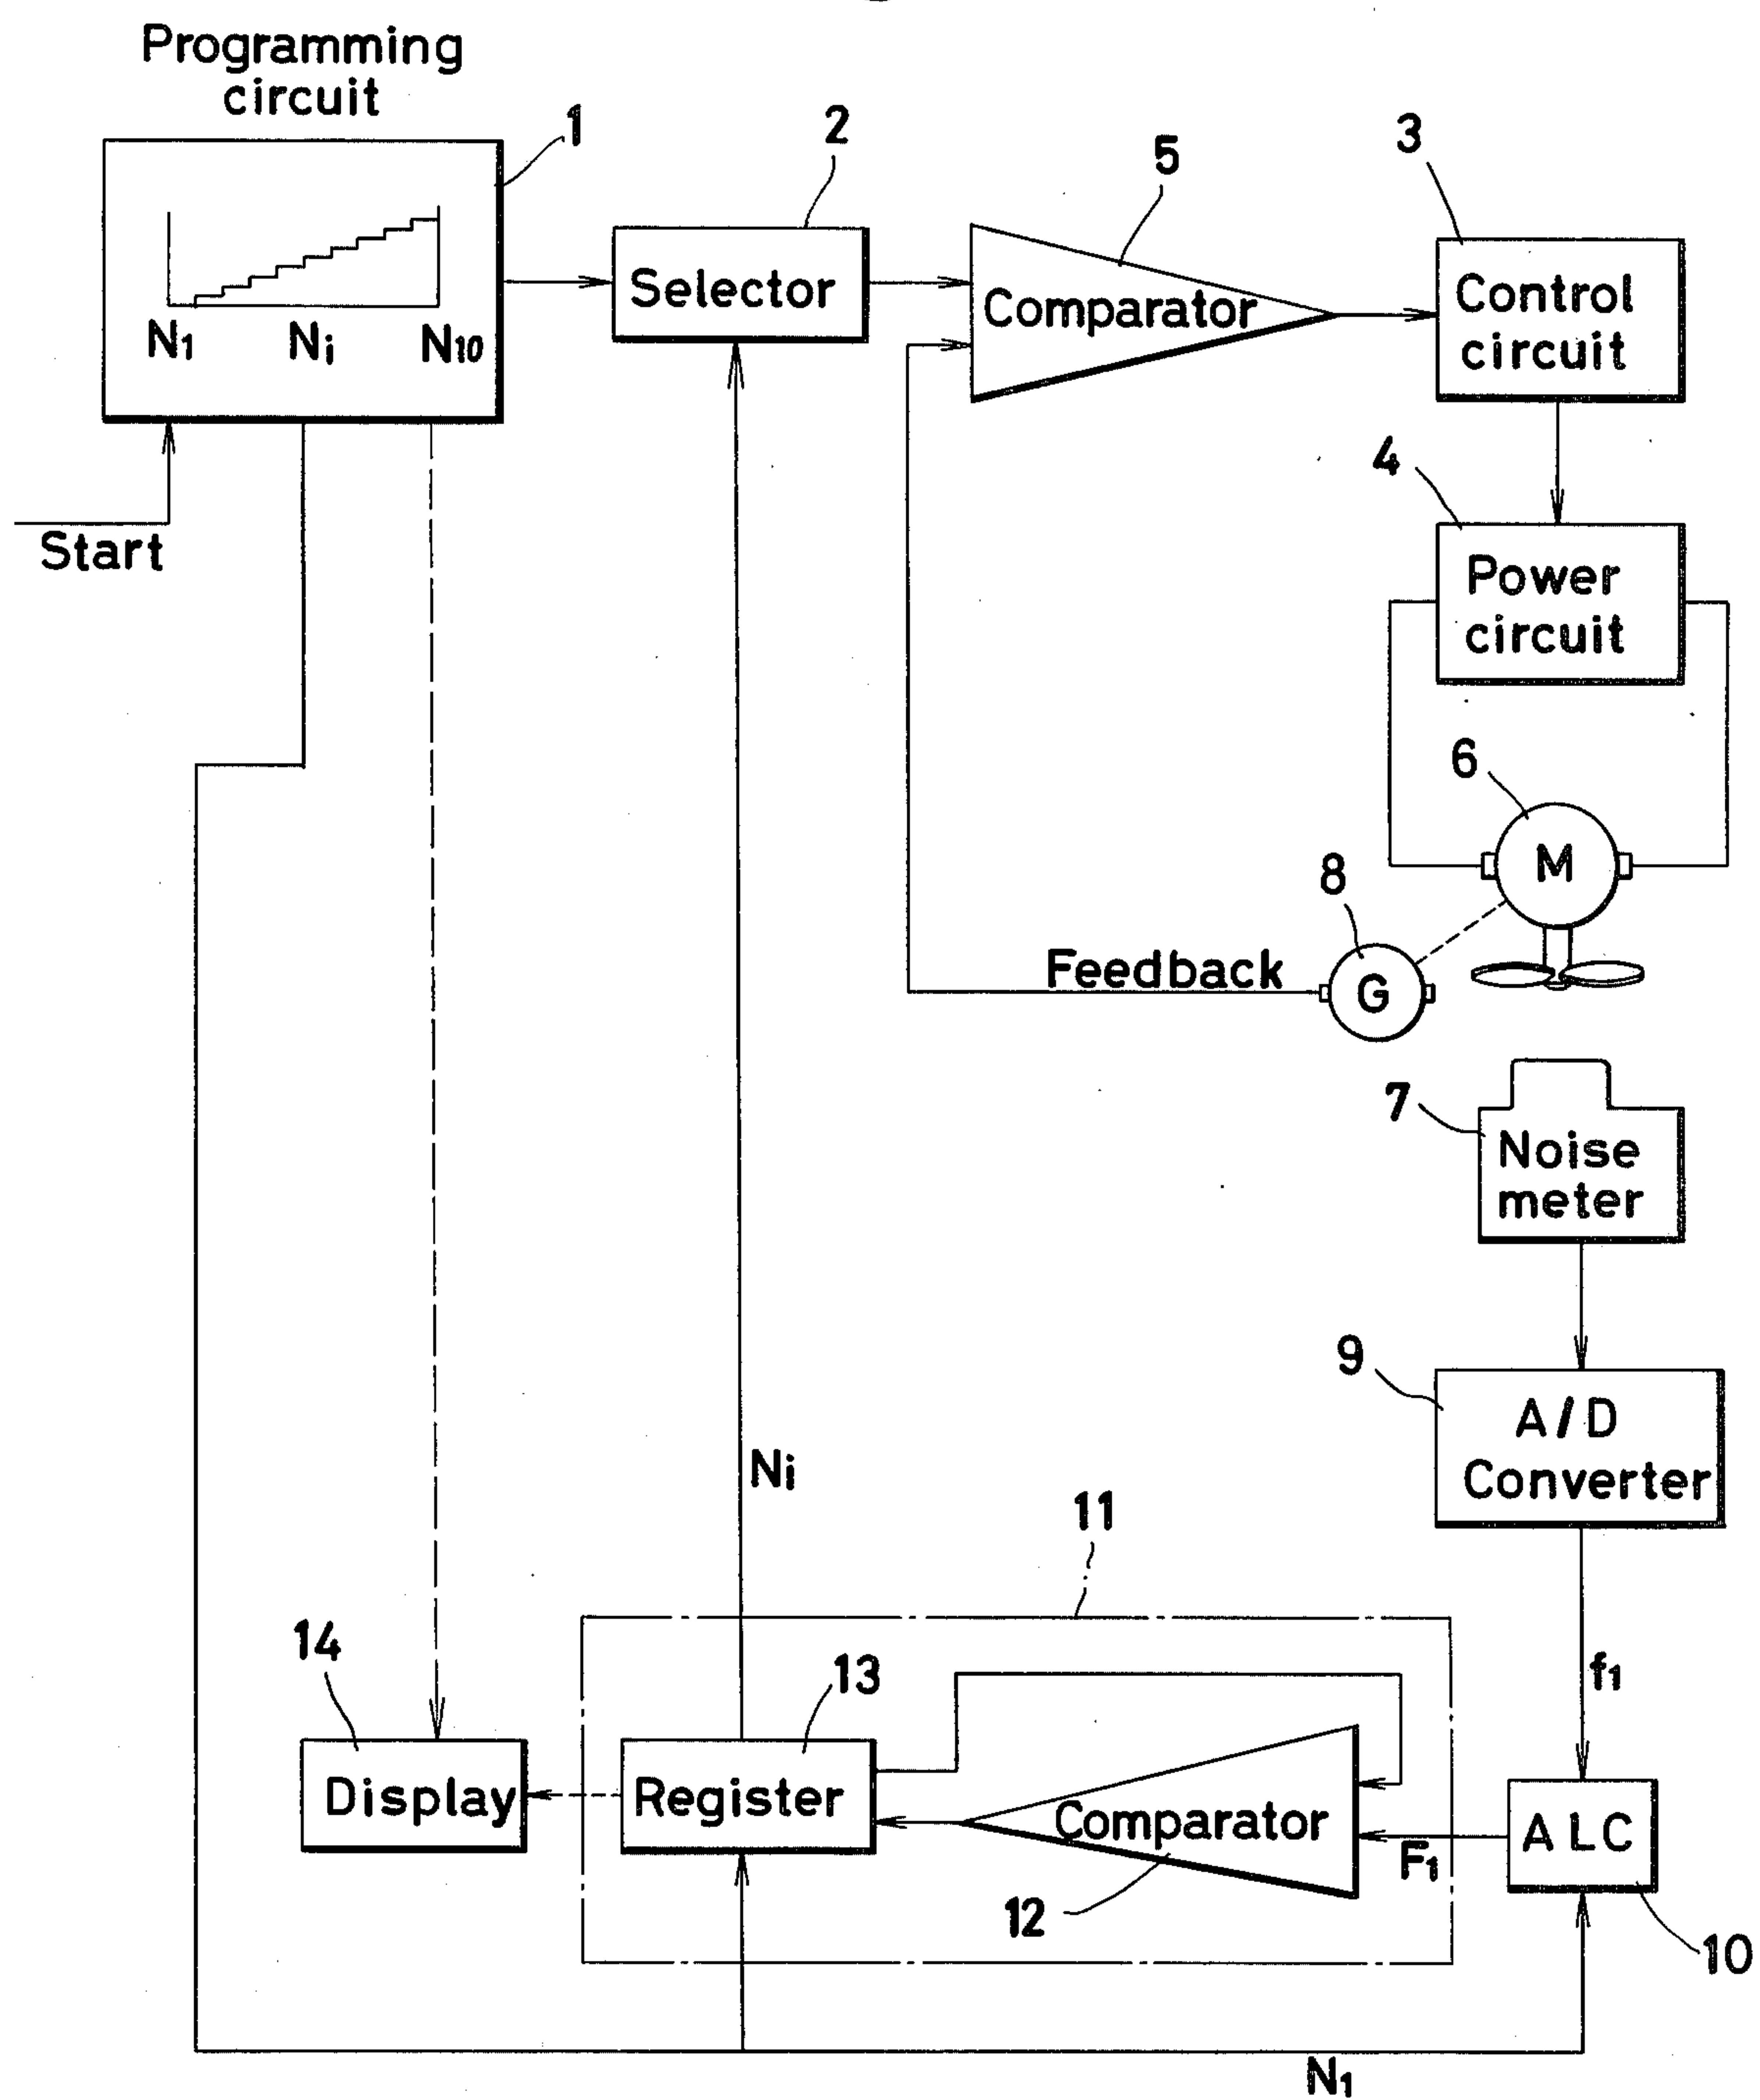 Programming
circuit
1
2
5
3
N1 Ni N10
Selector
Comparator
Control
circuit
Start
4
Power
circuit
6
M
8
G
Feedback
7
Noise
meter
9
A/D
Converter
Ni
11
f1
14
13
Display
Register
Comparator
F1
ALC
12
10
N1